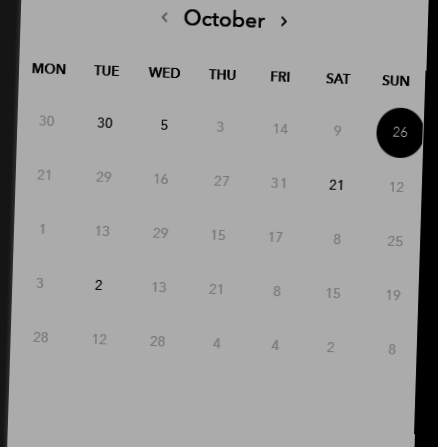 ‹ October ›
MON TUE WED THU FRI SAT SUN
30 30 5 3 14 9 26
21 29 16 27 31 21 12
1 13 29 15 17 8 25
3 2 13 21 8 15 19
28 12 28 4 4 2 8